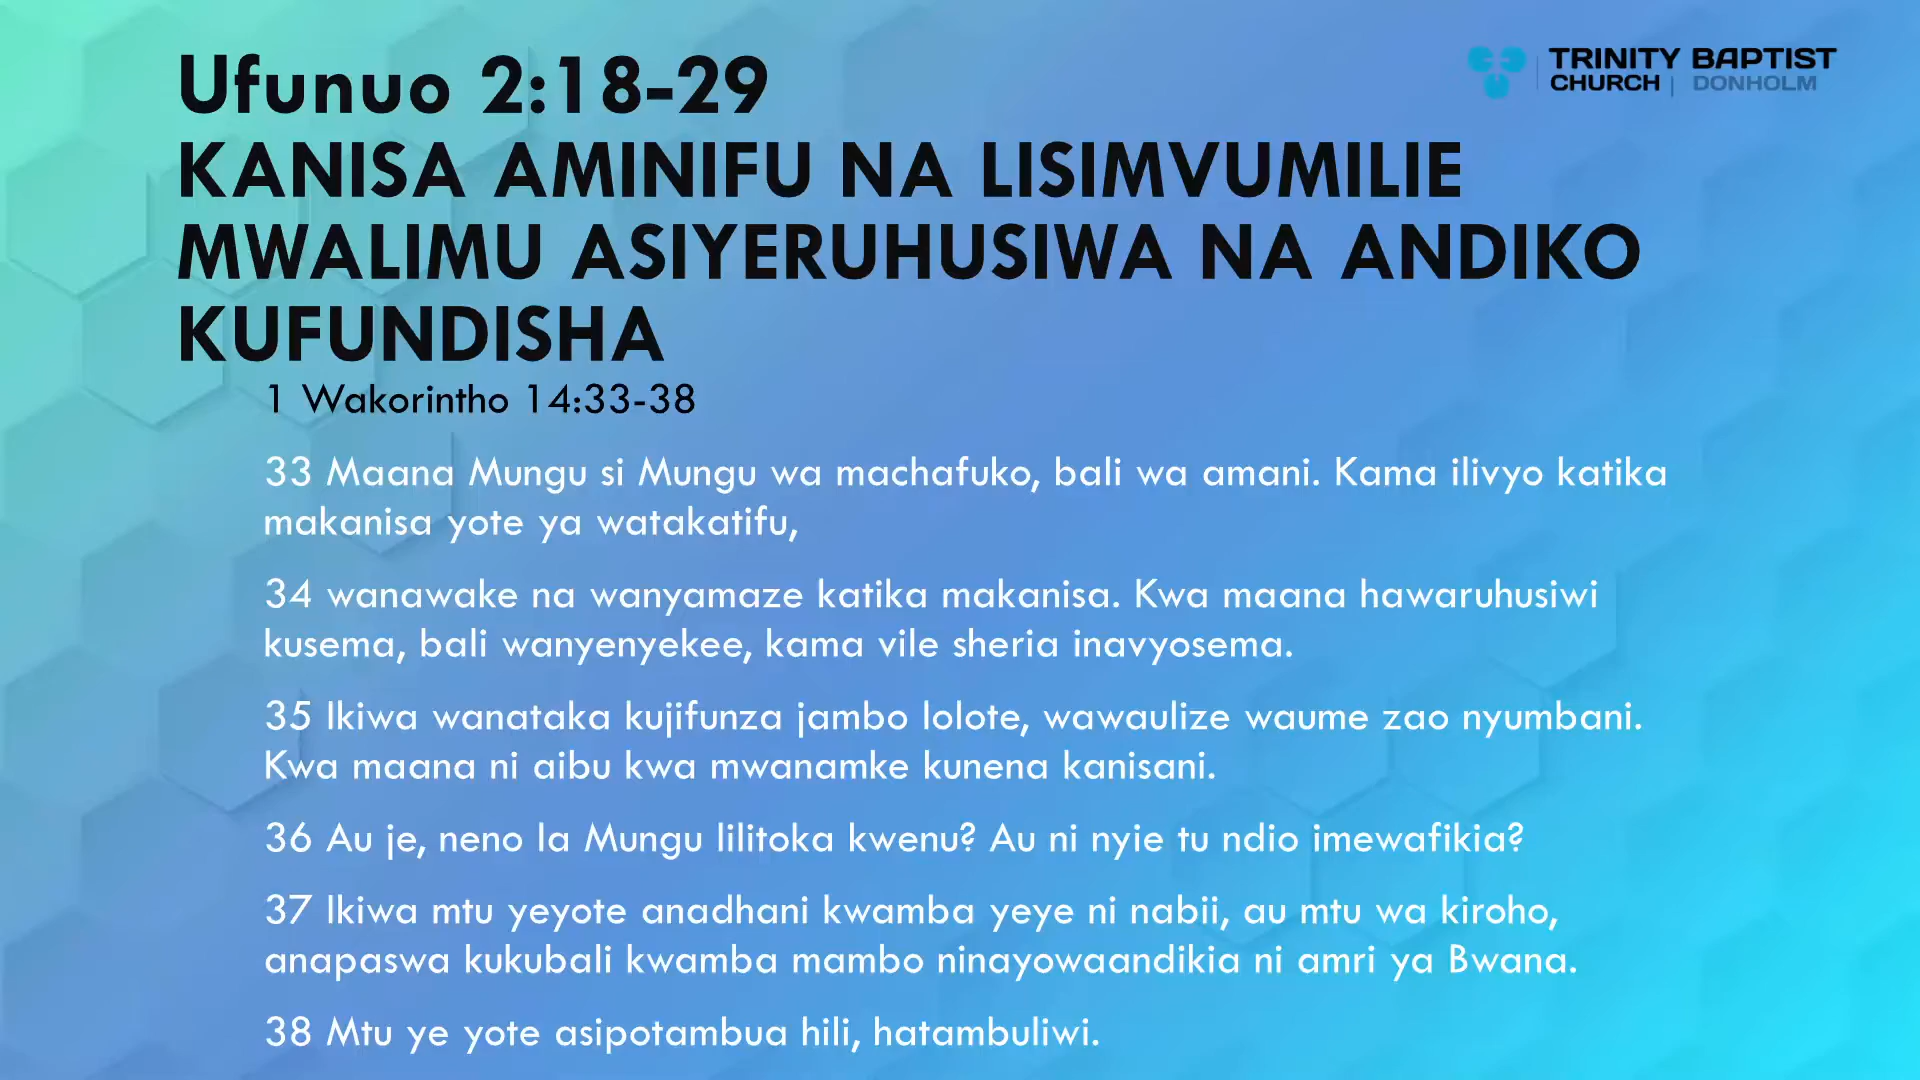 Ufunuo 2:18-29
TRINITY BAPTIST
CHURCH | DONHOLM
KANISA AMINIFU NA LISIMVUMILIE
MWALIMU ASIYERUHUSIWA NA ANDIKO
KUFUNDISHA
1 Wakorintho 14:33-38
33 Maana Mungu si Mungu wa machafuko, bali wa amani. Kama ilivyo katika
makanisa yote ya watakatifu,
34 wanawake na wanyamaze katika makanisa. Kwa maana hawaruhusiwi
kusema, bali wanyenyekee, kama vile sheria inavyosema.
35 Ikiwa wanataka kujifunza jambo lolote, wawaulize waume zao nyumbani.
Kwa maana ni aibu kwa mwanamke kunena kanisani.
36 Au je, neno la Mungu lilitoka kwenu? Au ni nyie tu ndio imewafikia?
37 Ikiwa mtu yeyote anadhani kwamba yeye ni nabii, au mtu wa kiroho,
anapaswa kukubali kwamba mambo ninayowaandikia ni amri ya Bwana.
38 Mtu ye yote asipotambua hili, hatambuliwi.